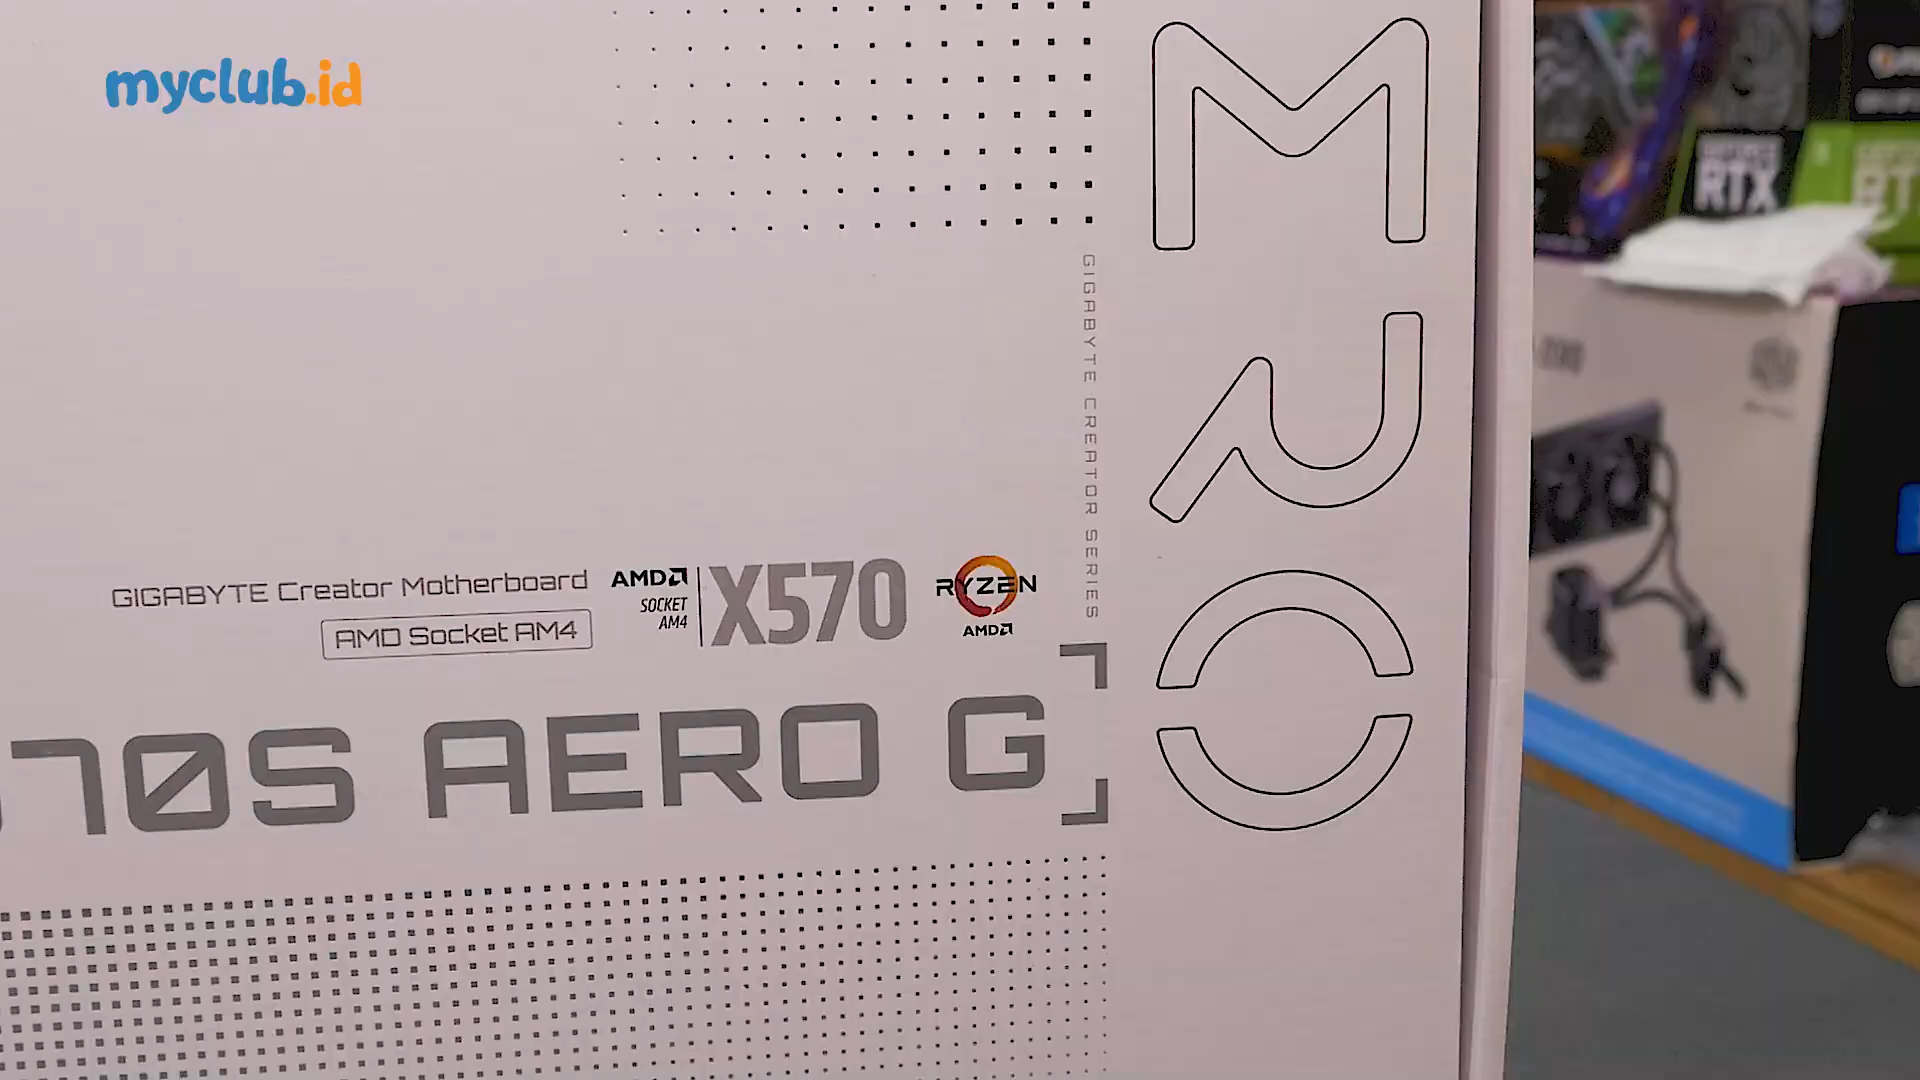 myclub.id
GIGABYTE CREATOR SERIES
GIGABYTE Creator Motherboard
AMD Socket AM4
AMD
SOCKET
AM4
X570
RYZEN
AMD
70S AERO G
RTX